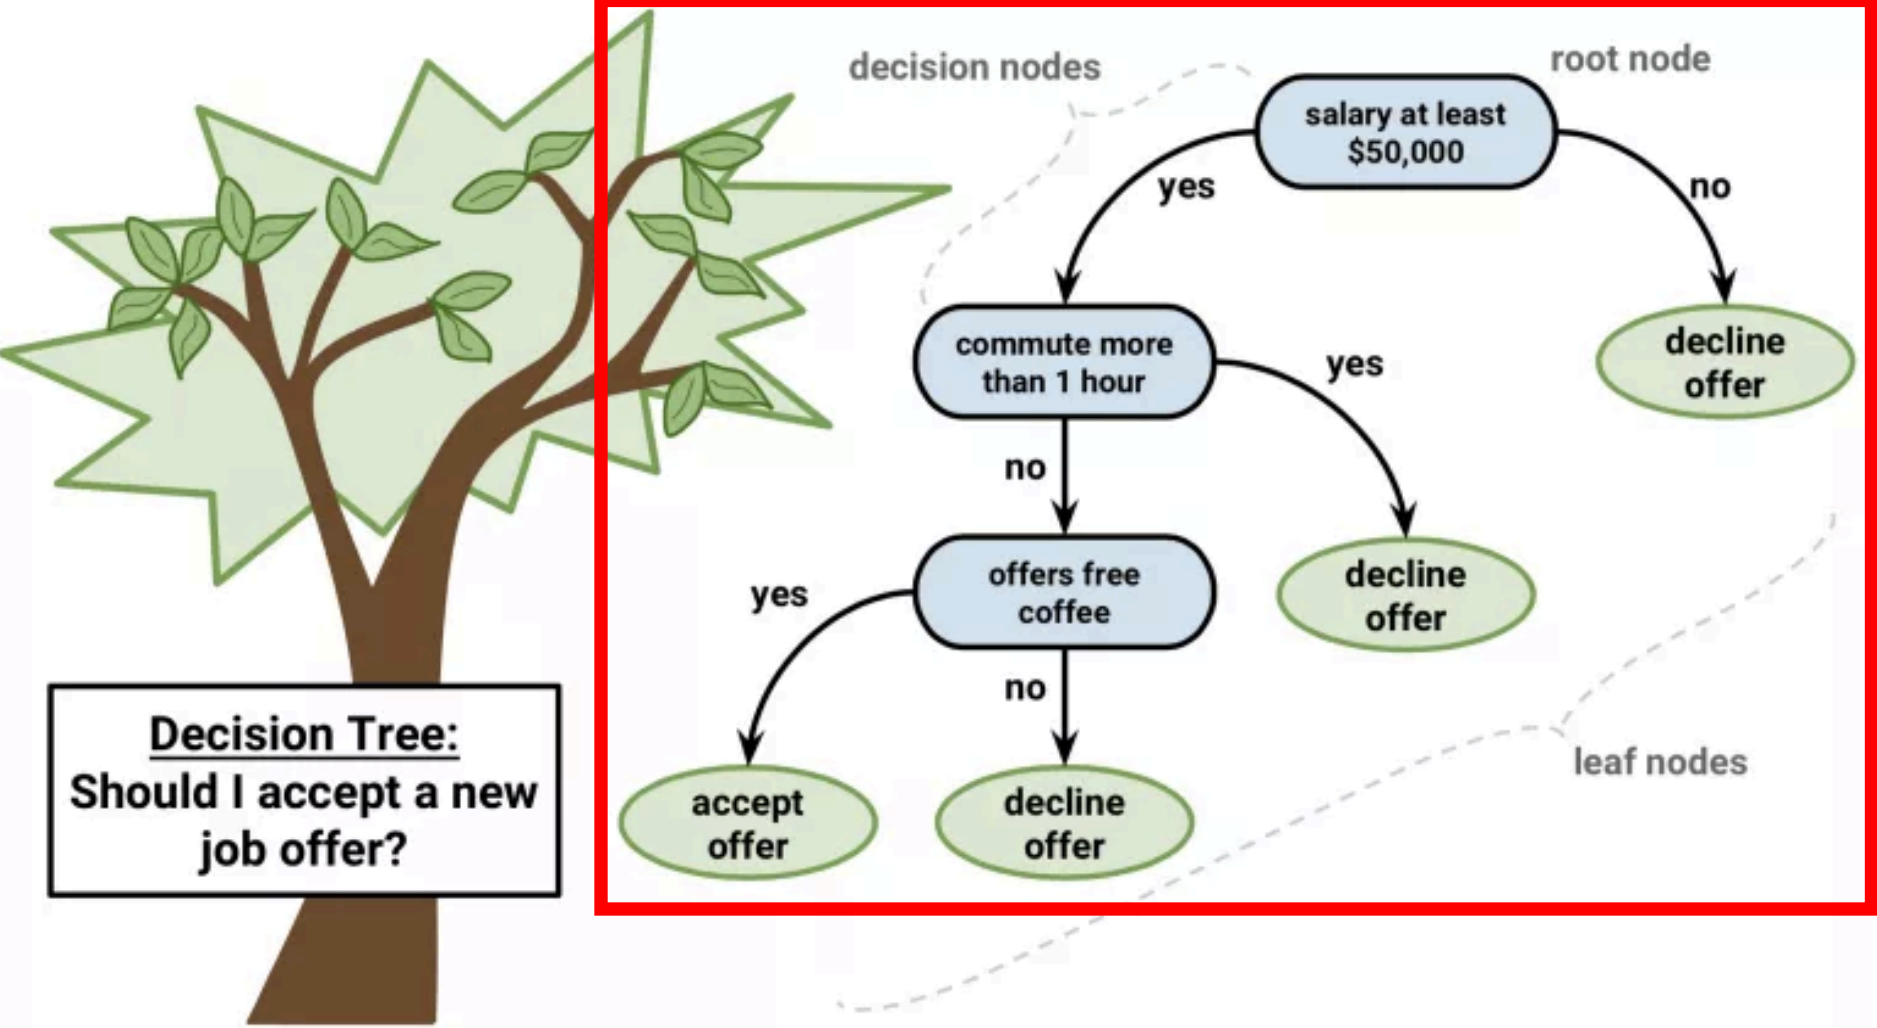 decision nodes
root node
salary at least
$50,000
yes
no
commute more
than 1 hour
yes
decline
offer
no
offers free
coffee
decline
offer
yes
no
accept
offer
decline
offer
leaf nodes
Decision Tree:
Should I accept a new
job offer?